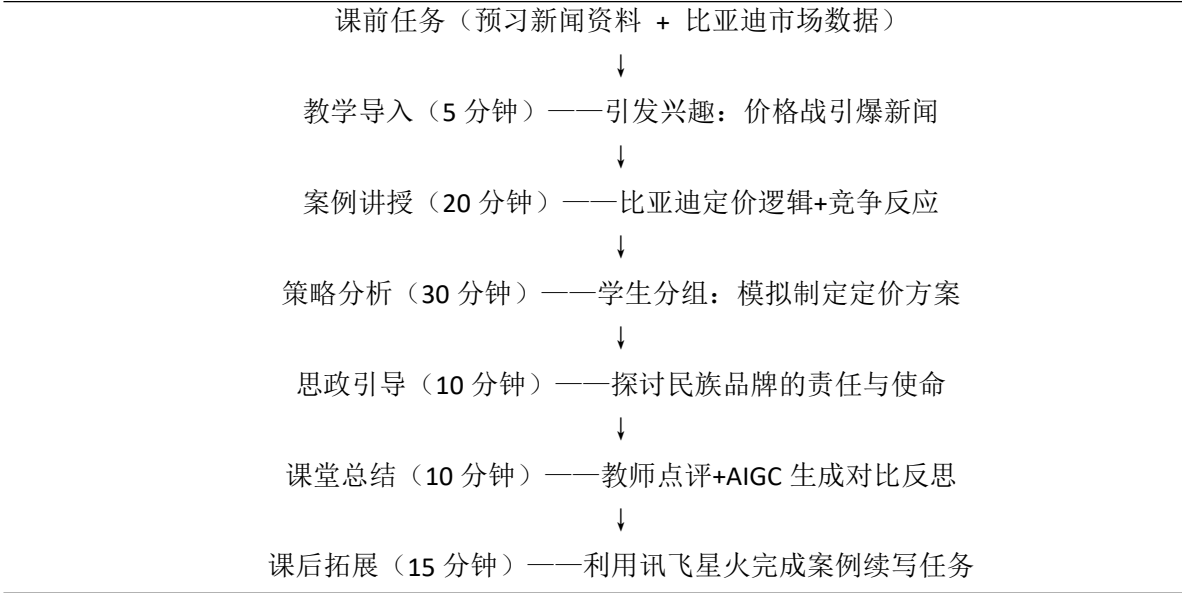 课前任务（预习新闻资料 + 比亚迪市场数据）
↓
教学导入（5 分钟）——引发兴趣：价格战引爆新闻
↓
案例讲授（20 分钟）——比亚迪定价逻辑+竞争反应
↓
策略分析（30 分钟）——学生分组：模拟制定定价方案
↓
思政引导（10 分钟）——探讨民族品牌的责任与使命
↓
课堂总结（10 分钟）——教师点评+AIGC 生成对比反思
↓
课后拓展（15 分钟）——利用讯飞星火完成案例续写任务